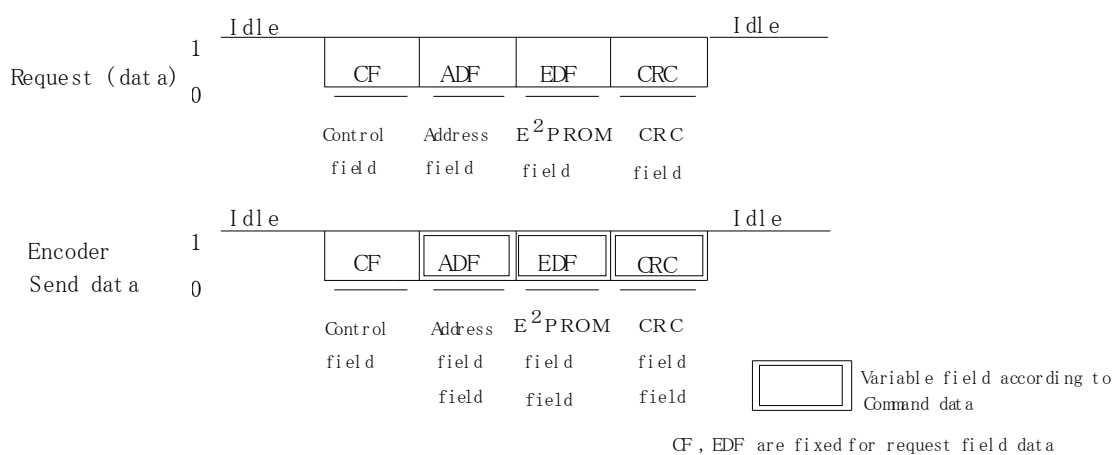 Idle Idle
1
Request (data) CF ADF EDF CRC
0
Control Address E²PROM CRC
field field field field
Idle Idle
Encoder 1
CF ADF EDF CRC
Send data 0
Control Address E²PROM CRC
field field field field
field field field
Variable field according to
Command data
CF, EDF are fixed for request field data